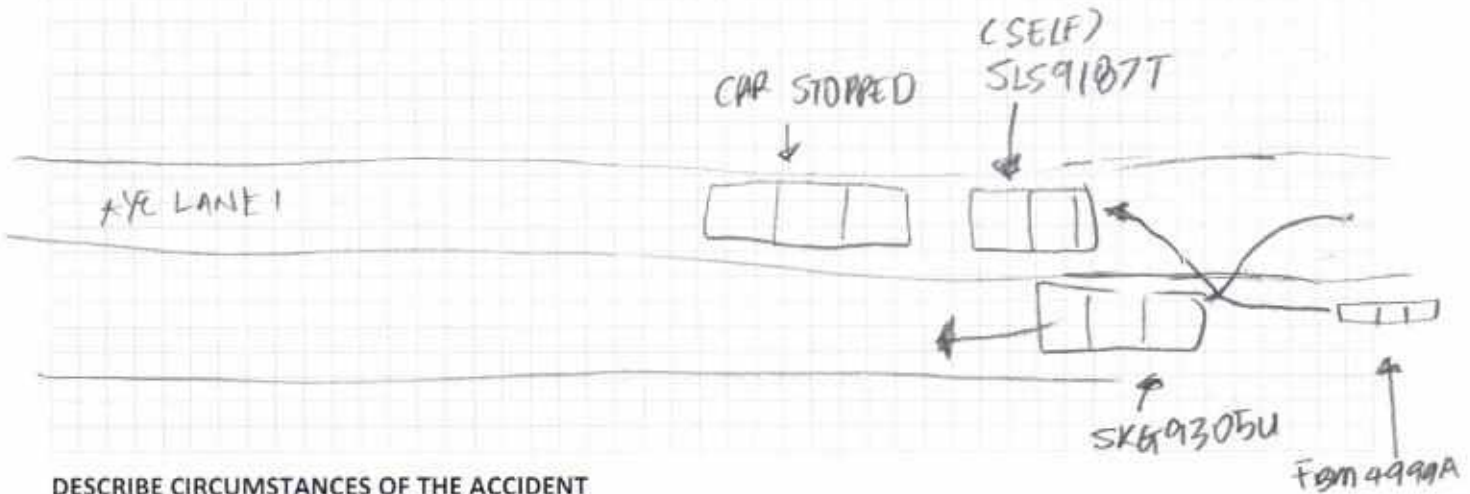 (SELF)
SLS9187T
CAR STOPPED
AYE LANE 1
SKG9305U
FBM4999A
DESCRIBE CIRCUMSTANCES OF THE ACCIDENT